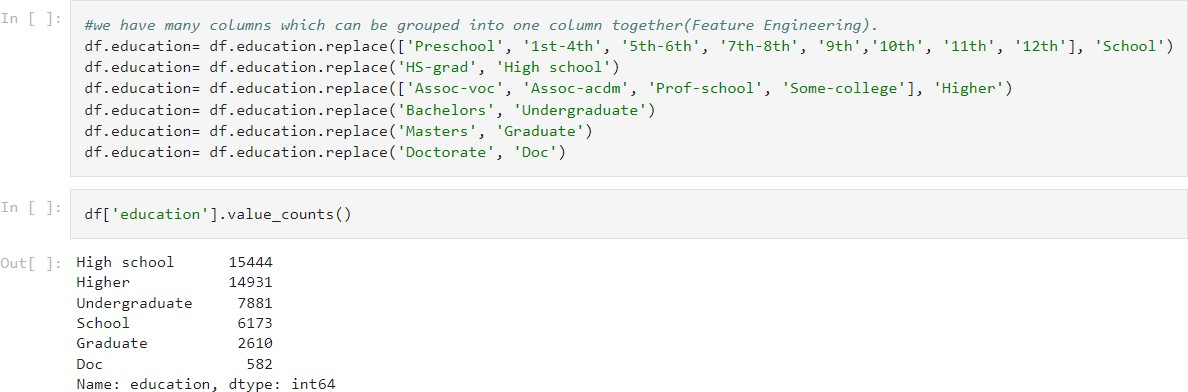 In [ ]:
#we have many columns which can be grouped into one column together(Feature Engineering).
df.education= df.education.replace(['Preschool', '1st-4th', '5th-6th', '7th-8th', '9th','10th', '11th', '12th'], 'School')
df.education= df.education.replace('HS-grad', 'High school')
df.education= df.education.replace(['Assoc-voc', 'Assoc-acdm', 'Prof-school', 'Some-college'], 'Higher')
df.education= df.education.replace('Bachelors', 'Undergraduate')
df.education= df.education.replace('Masters', 'Graduate')
df.education= df.education.replace('Doctorate', 'Doc')
In [ ]:
df['education'].value_counts()
Out[ ]:
High school 15444
Higher 14931
Undergraduate 7881
School 6173
Graduate 2610
Doc 582
Name: education, dtype: int64